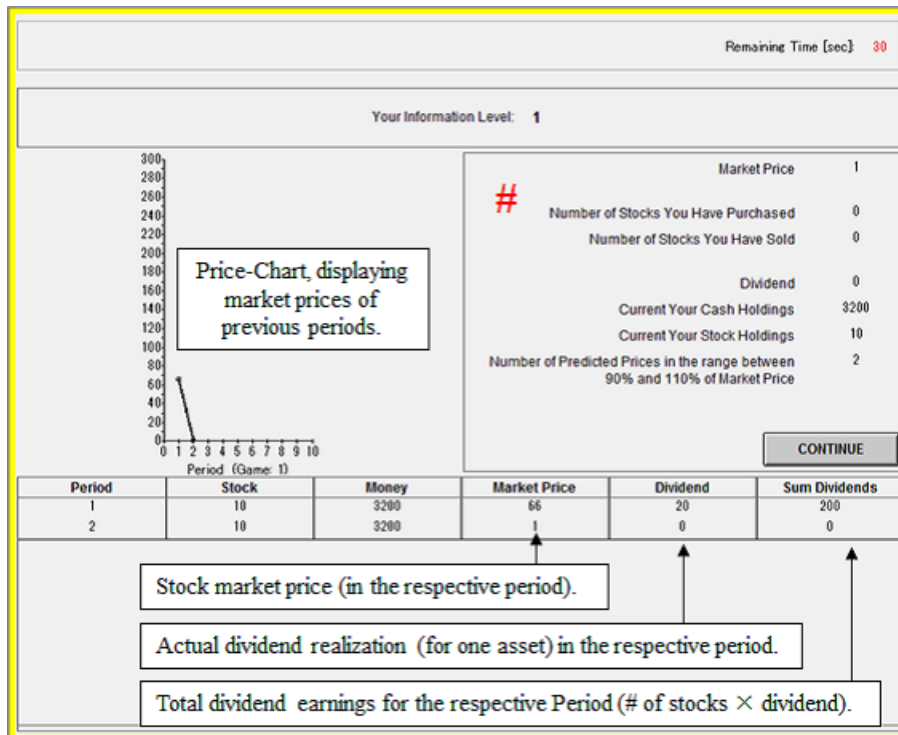 Remaining Time [sec]: 30
Your Information Level: 1
300
280
260
240
220
200
180
160
140
120
100
80
60
40
20
0
0 1 2 3 4 5 6 7 8 9 10
Period (Game: 1)
Price-Chart, displaying
market prices of
previous periods.
#
Market Price 1
Number of Stocks You Have Purchased 0
Number of Stocks You Have Sold 0
Dividend 0
Current Your Cash Holdings 3200
Current Your Stock Holdings 10
Number of Predicted Prices in the range between 2
90% and 110% of Market Price
CONTINUE
Period Stock Money Market Price Dividend Sum Dividends
1 10 3200 66 20 200
2 10 3200 1 0 0
Stock market price (in the respective period).
Actual dividend realization (for one asset) in the respective period.
Total dividend earnings for the respective Period (# of stocks × dividend).